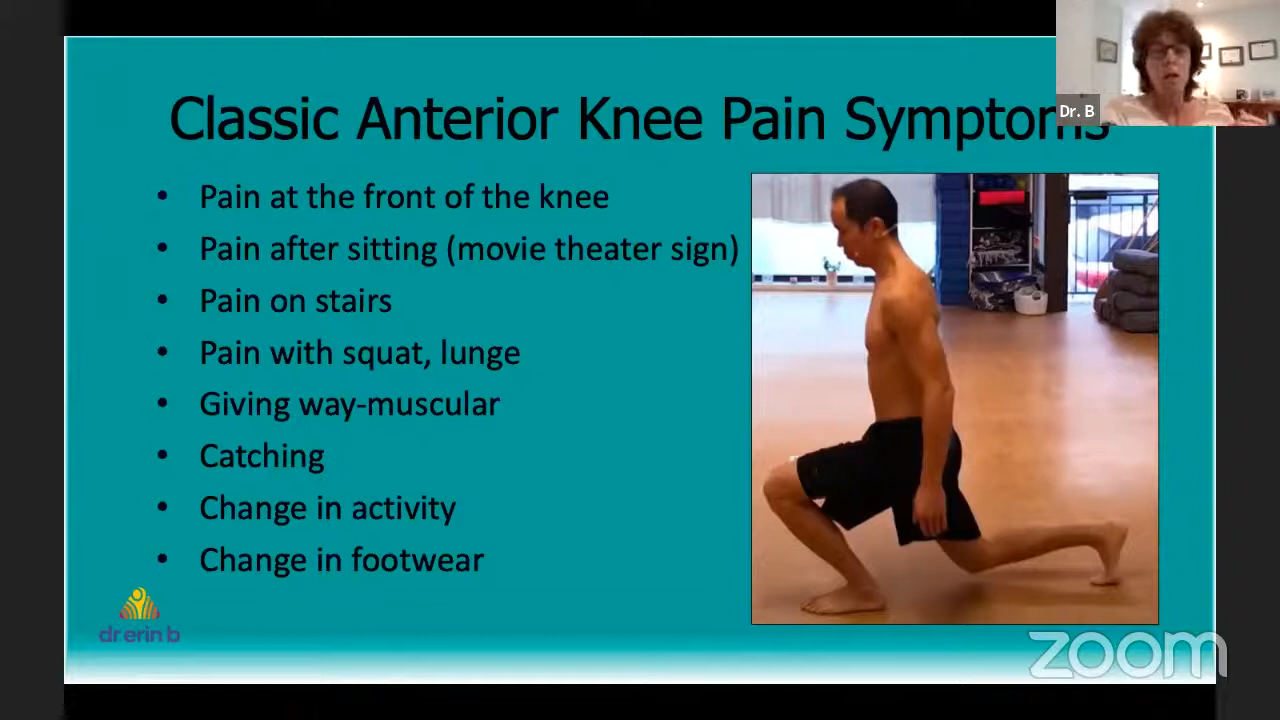 Classic Anterior Knee Pain Symptoms
Dr. B
• Pain at the front of the knee
• Pain after sitting (movie theater sign)
• Pain on stairs
• Pain with squat, lunge
• Giving way-muscular
• Catching
• Change in activity
• Change in footwear
dr erin b
zoom